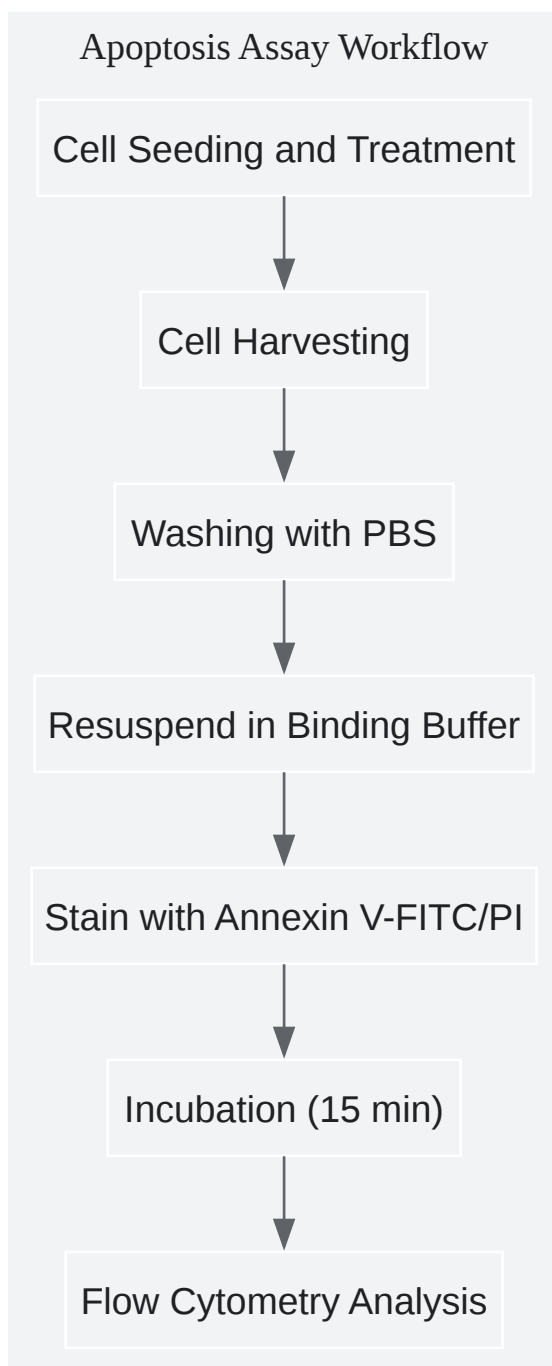 Apoptosis Assay Workflow
Cell Seeding and Treatment
Cell Harvesting
Washing with PBS
Resuspend in Binding Buffer
Stain with Annexin V-FITC/PI
Incubation (15 min)
Flow Cytometry Analysis